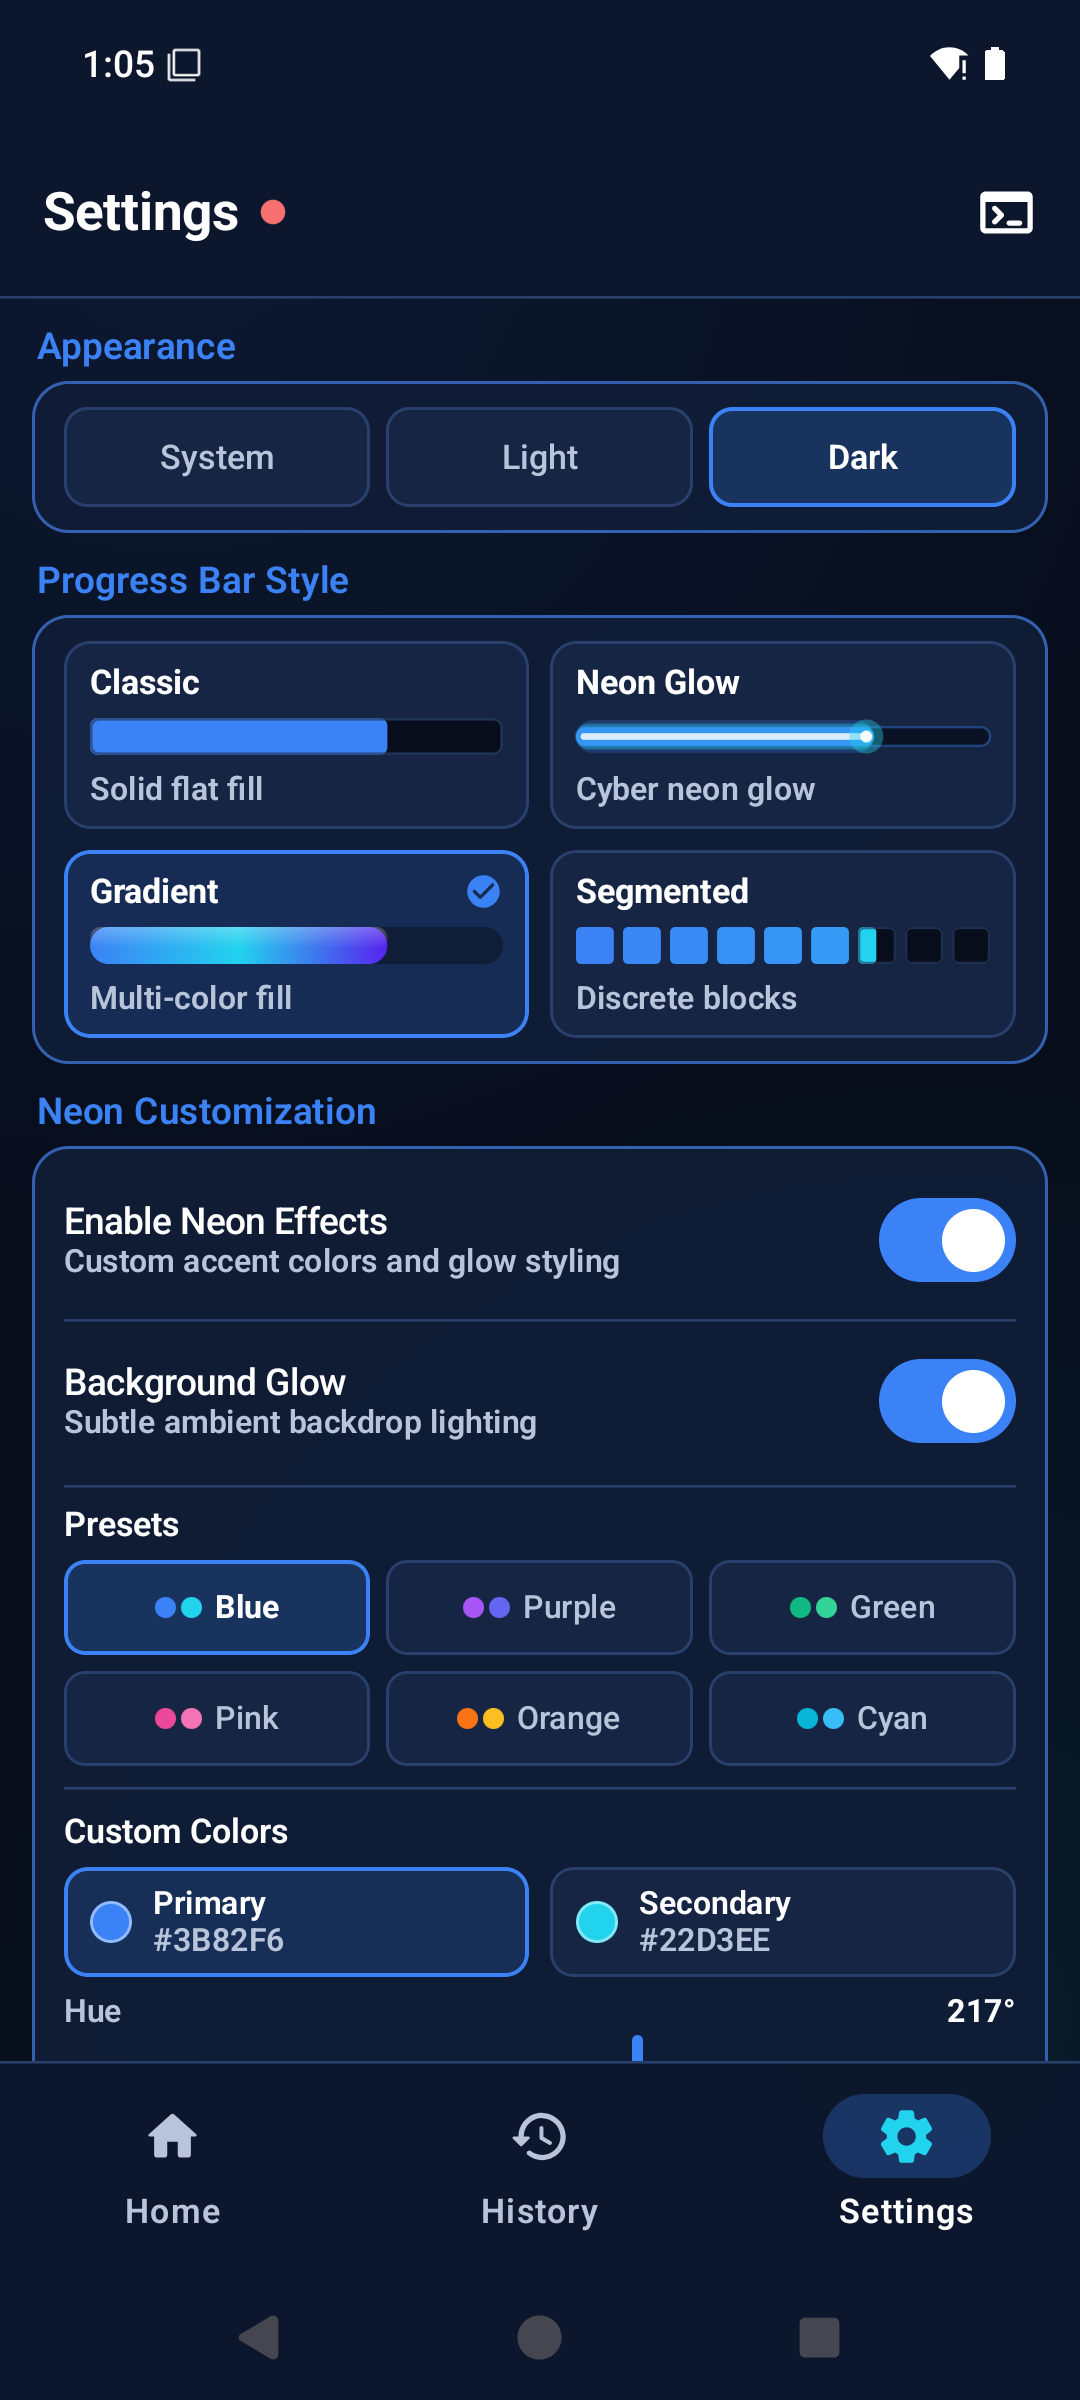 1:05
Settings
Appearance
System
Light
Dark
Progress Bar Style
Classic
Solid flat fill
Neon Glow
Cyber neon glow
Gradient
Multi-color fill
Segmented
Discrete blocks
Neon Customization
Enable Neon Effects
Custom accent colors and glow styling
Background Glow
Subtle ambient backdrop lighting
Presets
Blue
Purple
Green
Pink
Orange
Cyan
Custom Colors
Primary
#3B82F6
Secondary
#22D3EE
Hue
217°
Home
History
Settings